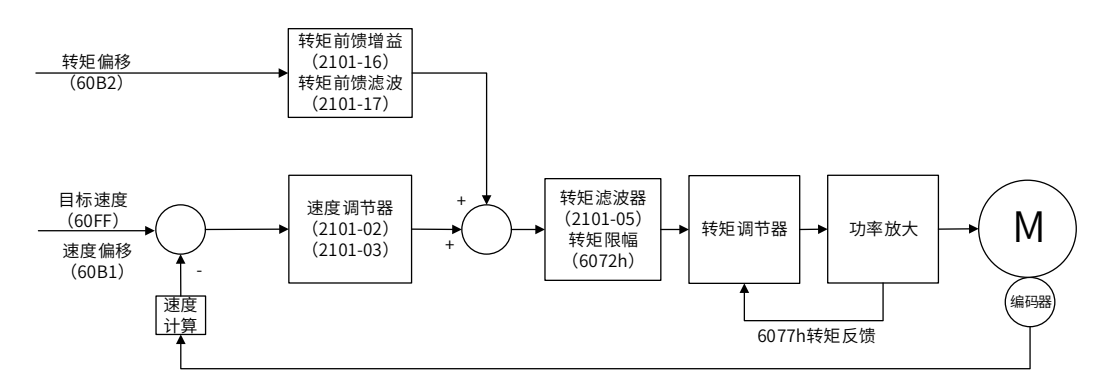 转矩偏移
（60B2）
转矩前馈增益
（2101-16）
转矩前馈滤波
（2101-17）
目标速度
（60FF）
速度偏移
（60B1）
-
速度
计算
速度调节器
（2101-02）
（2101-03）
+
+
转矩滤波器
（2101-05）
转矩限幅
（6072h）
转矩调节器
功率放大
6077h转矩反馈
M
编码器